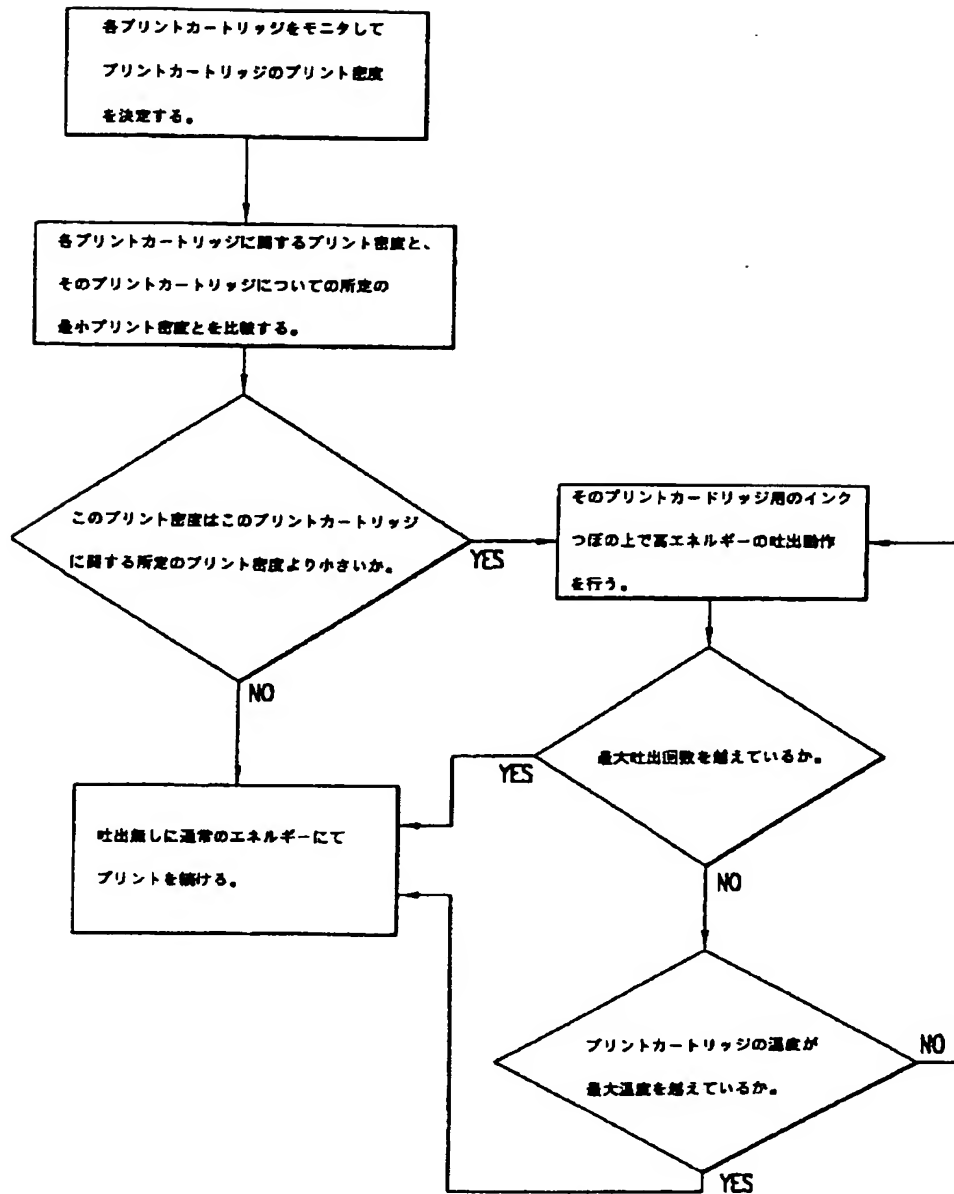 各プリントカートリッジをモニタして
プリントカートリッジのプリント密度
を決定する。
各プリントカートリッジに関するプリント密度と、
そのプリントカートリッジについての所定の
最小プリント密度とを比較する。
このプリント密度はこのプリントカートリッジ
に関する所定のプリント密度より小さいか。
YES
NO
そのプリントカードリッジ用のインク
つぼの上で高エネルギーの吐出動作
を行う。
最大吐出回数を越えているか。
YES
NO
吐出無しに通常のエネルギーにて
プリントを続ける。
プリントカートリッジの温度が
最大温度を越えているか。
NO
YES